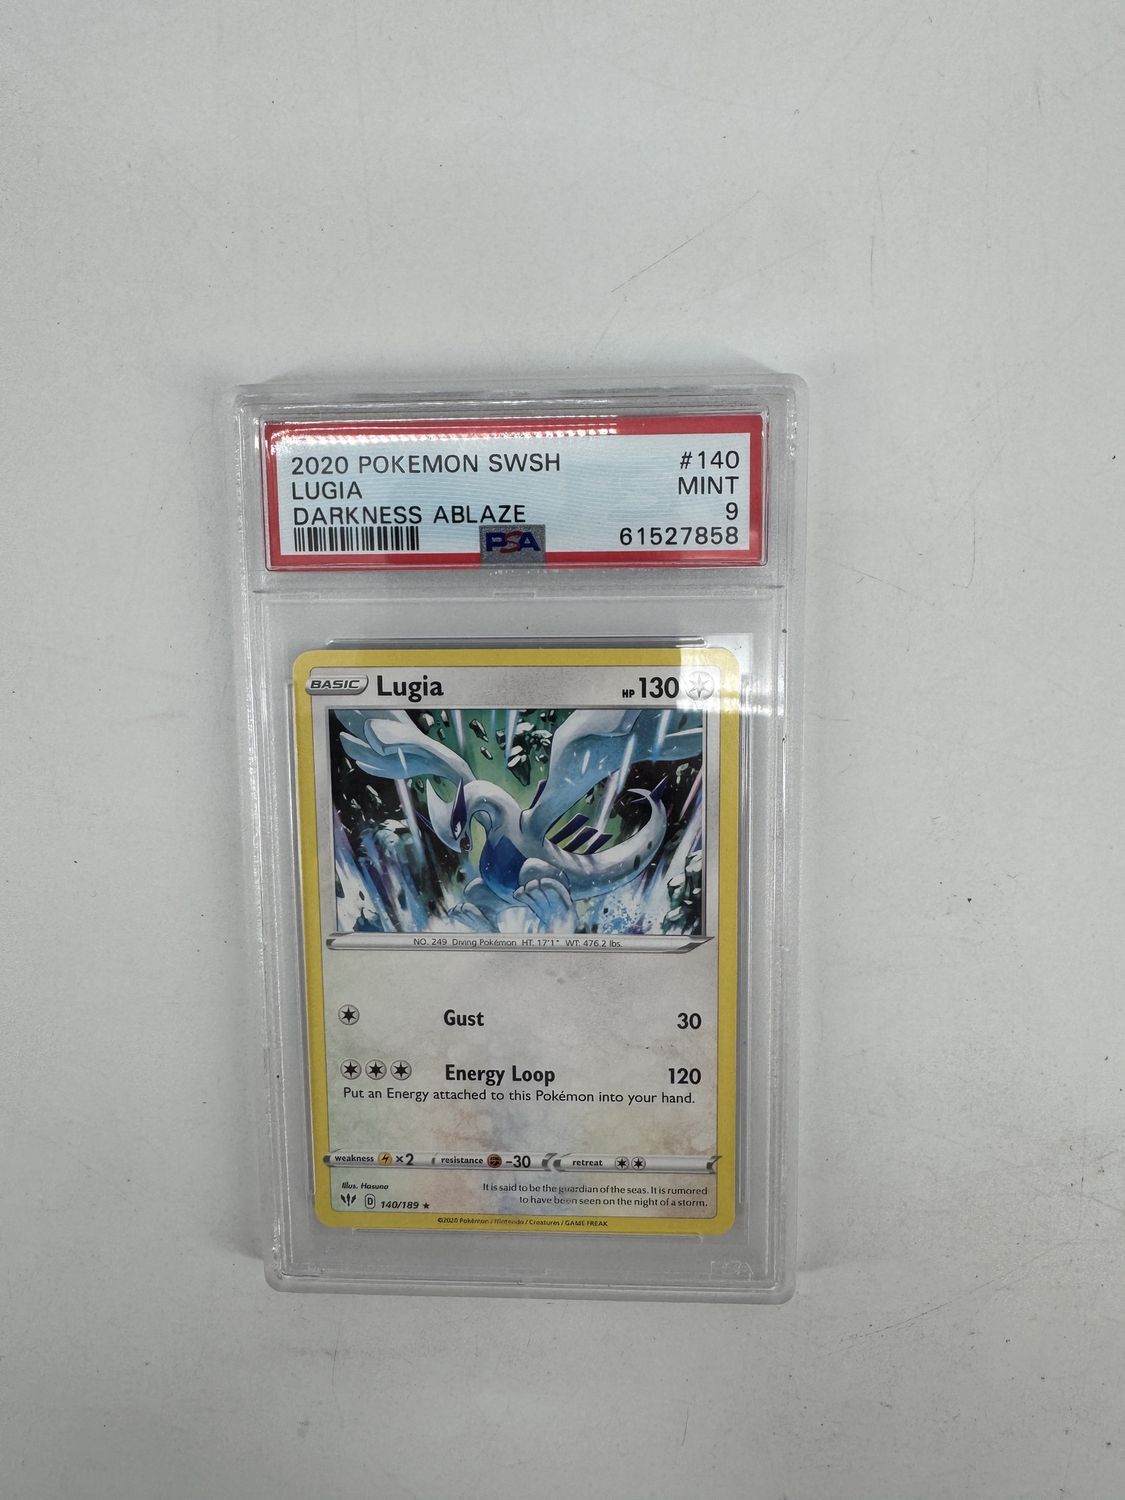 2020 POKEMON SWSH #140
LUGIA MINT
DARKNESS ABLAZE 9
PSA 61527858
BASIC Lugia HP 130
NO. 249 Diving Pokémon HT: 17'1" WT: 476.2 lbs.
Gust 30
Energy Loop 120
Put an Energy attached to this Pokémon into your hand.
weakness ×2 resistance -30 retreat
Illus. Hasuno
It is said to be the guardian of the seas. It is rumored
to have been seen on the night of a storm.
D 140/189 ★
©2020 Pokémon / Nintendo / Creatures / GAME FREAK